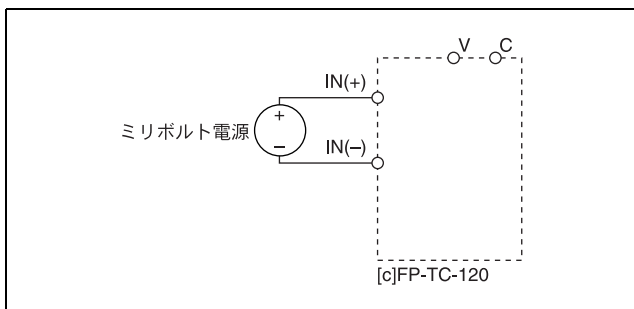 V C
IN(+)
+
ミリボルト電源
–
IN(–)
[c]FP-TC-120